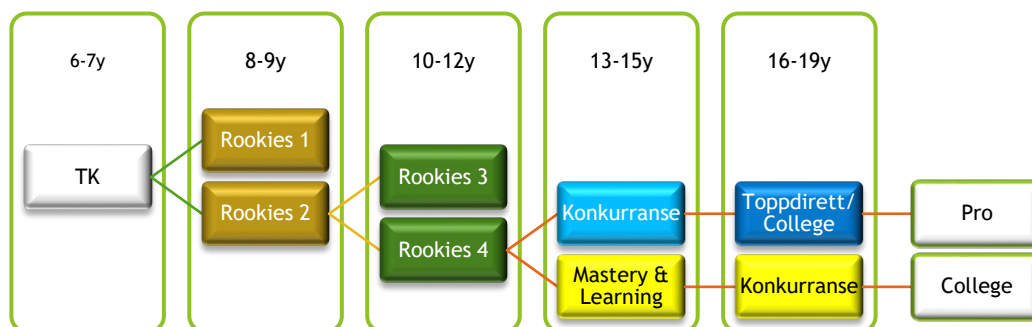 6-7y
8-9y
10-12y
13-15y
16-19y
TK
Rookies 1
Rookies 2
Rookies 3
Rookies 4
Konkurranse
Mastery &
Learning
Toppdirett/
College
Konkurranse
Pro
College